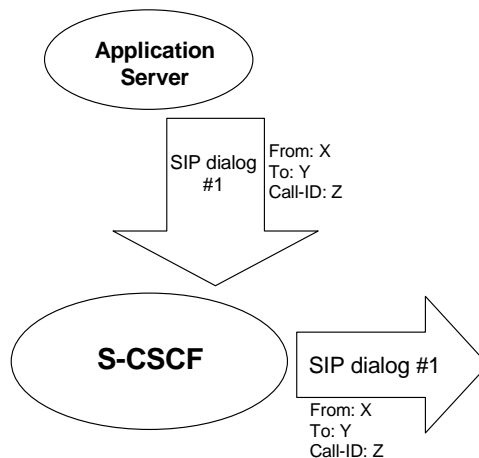 Application
Server
SIP dialog
#1
From: X
To: Y
Call-ID: Z
S-CSCF
SIP dialog #1
From: X
To: Y
Call-ID: Z